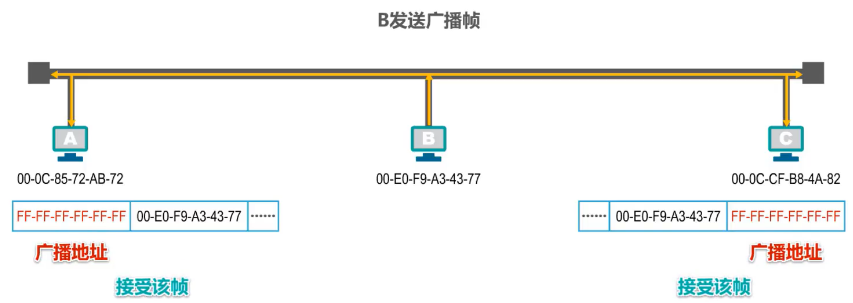 B发送广播帧
A
B
C
00-0C-85-72-AB-72
00-E0-F9-A3-43-77
00-0C-CF-B8-4A-82
FF-FF-FF-FF-FF-FF 00-E0-F9-A3-43-77 ······
······ 00-E0-F9-A3-43-77 FF-FF-FF-FF-FF-FF
广播地址
广播地址
接受该帧
接受该帧